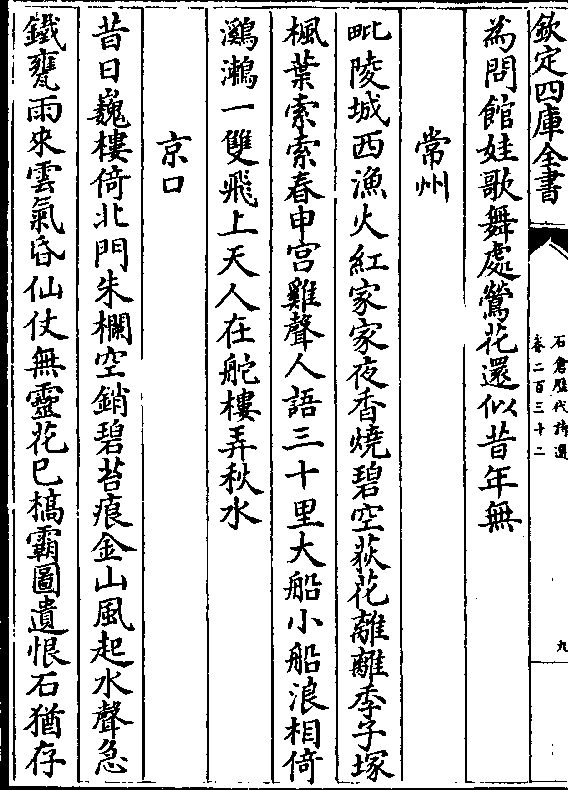 欽定四庫全書
石倉歷代詩選
卷二百三十二
九
為問館娃歌舞處鶯花還似昔年無
常州
毗陵城西漁火紅家家夜香燒碧空荻花離離季子塚
楓葉索索春申宫雞聲人語三十里大船小船浪相倚
鸂鶒一雙飛上天人在舵樓弄秋水
京口
昔日巍樓倚北門朱欄空銷碧苔痕金山風起水聲急
鐵甕雨來雲氣昏仙仗無靈花已槁霸圖遺恨石猶存